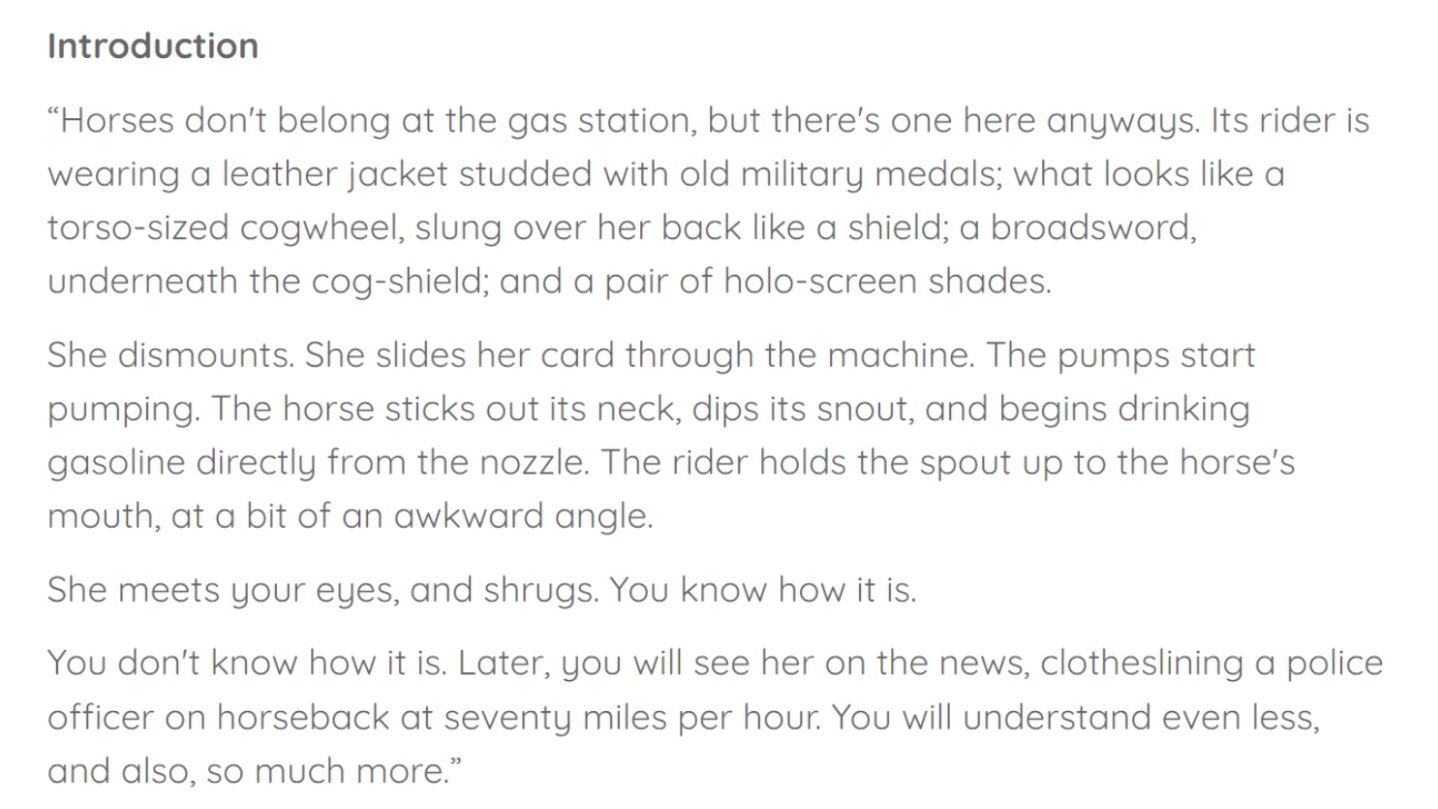 Introduction
“Horses don't belong at the gas station, but there's one here anyways. Its rider is
wearing a leather jacket studded with old military medals; what looks like a
torso-sized cogwheel, slung over her back like a shield; a broadsword,
underneath the cog-shield; and a pair of holo-screen shades.
She dismounts. She slides her card through the machine. The pumps start
pumping. The horse sticks out its neck, dips its snout, and begins drinking
gasoline directly from the nozzle. The rider holds the spout up to the horse's
mouth, at a bit of an awkward angle.
She meets your eyes, and shrugs. You know how it is.
You don't know how it is. Later, you will see her on the news, clotheslining a police
officer on horseback at seventy miles per hour. You will understand even less,
and also, so much more.”